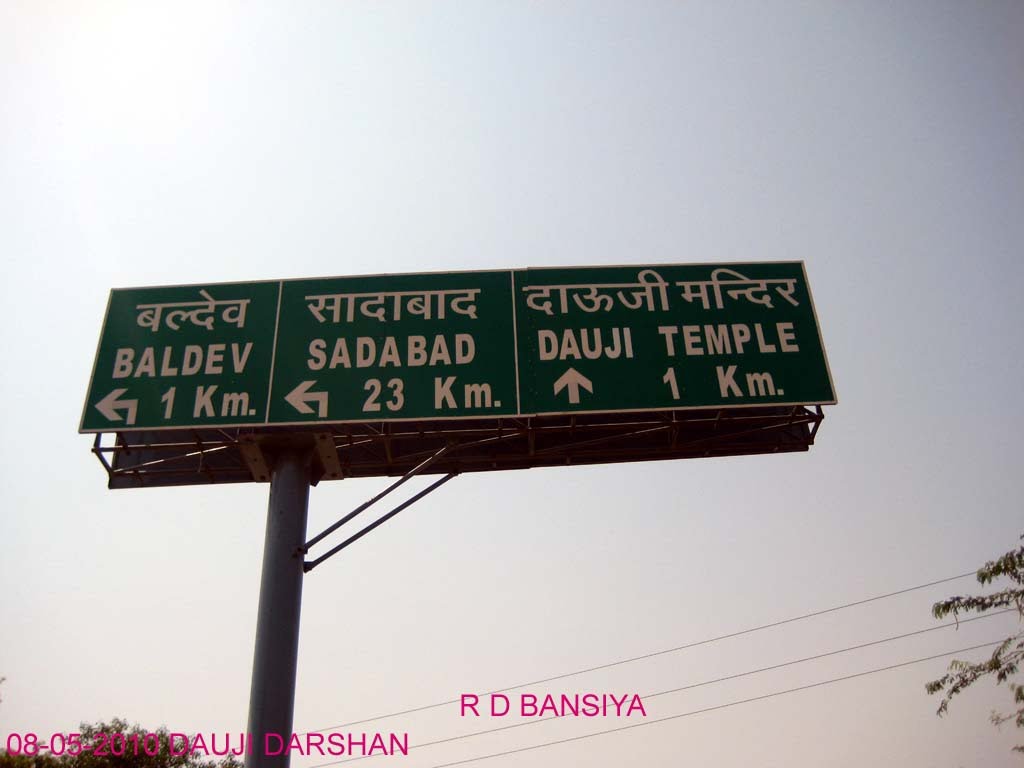 बल्देव
BALDEV
1 Km.
सादाबाद
SADABAD
23 Km.
दाऊजी मन्दिर
DAUJI TEMPLE
1 Km.
R D BANSIYA
08-05-2010 DAUJI DARSHAN